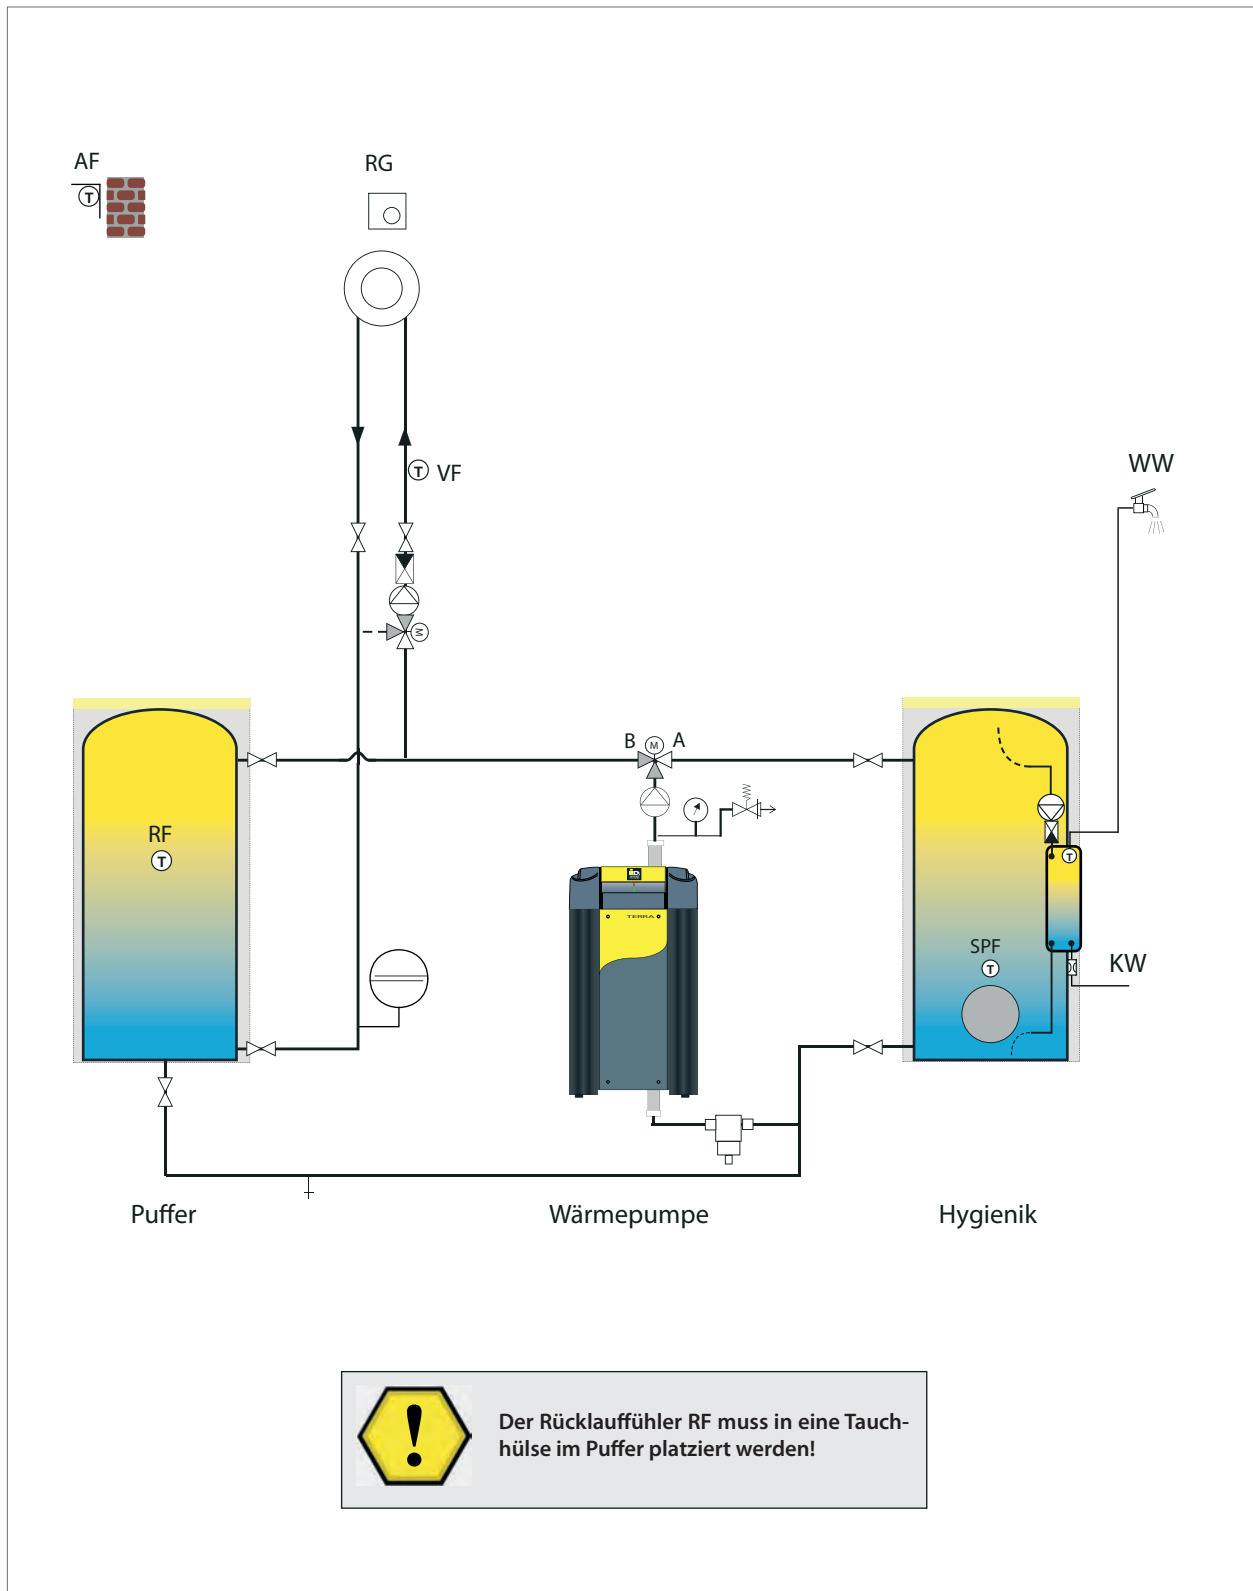 AF
RG
T
T
VF
WW
M
B
M
A
RF
T
T
TERRA
SPF
T
KW
Puffer
Wärmepumpe
Hygienik
!
Der Rücklauffühler RF muss in eine Tauch-
hülse im Puffer platziert werden!